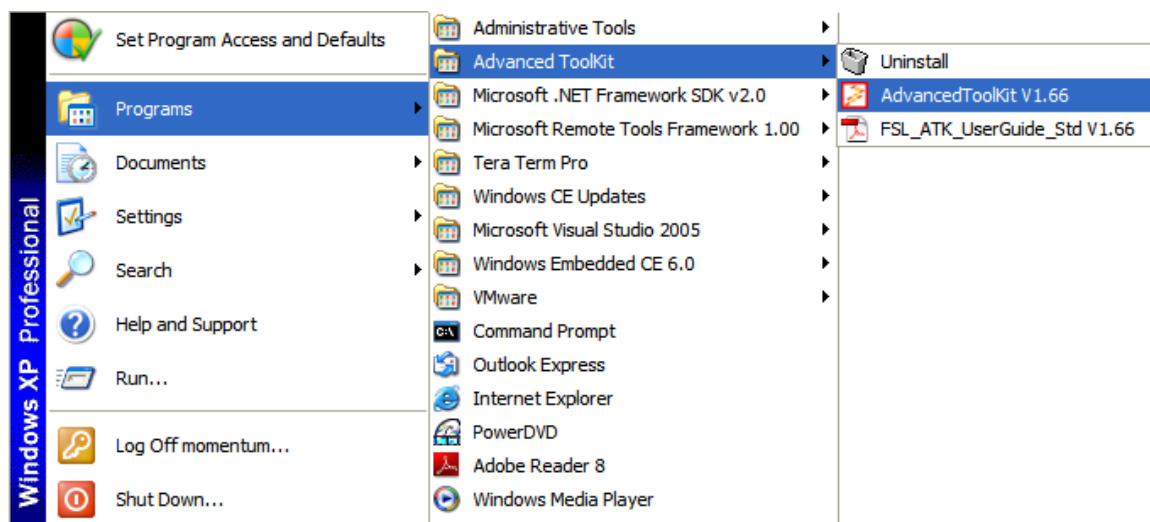 Windows XP Professional
Set Program Access and Defaults
Programs
Documents
Settings
Search
Help and Support
Run...
Log Off momentum...
Shut Down...
Administrative Tools
Advanced ToolKit
Microsoft .NET Framework SDK v2.0
Microsoft Remote Tools Framework 1.00
Tera Term Pro
Windows CE Updates
Microsoft Visual Studio 2005
Windows Embedded CE 6.0
VMware
Command Prompt
Outlook Express
Internet Explorer
PowerDVD
Adobe Reader 8
Windows Media Player
Uninstall
AdvancedToolKit V1.66
FSL_ATK_UserGuide_Std V1.66